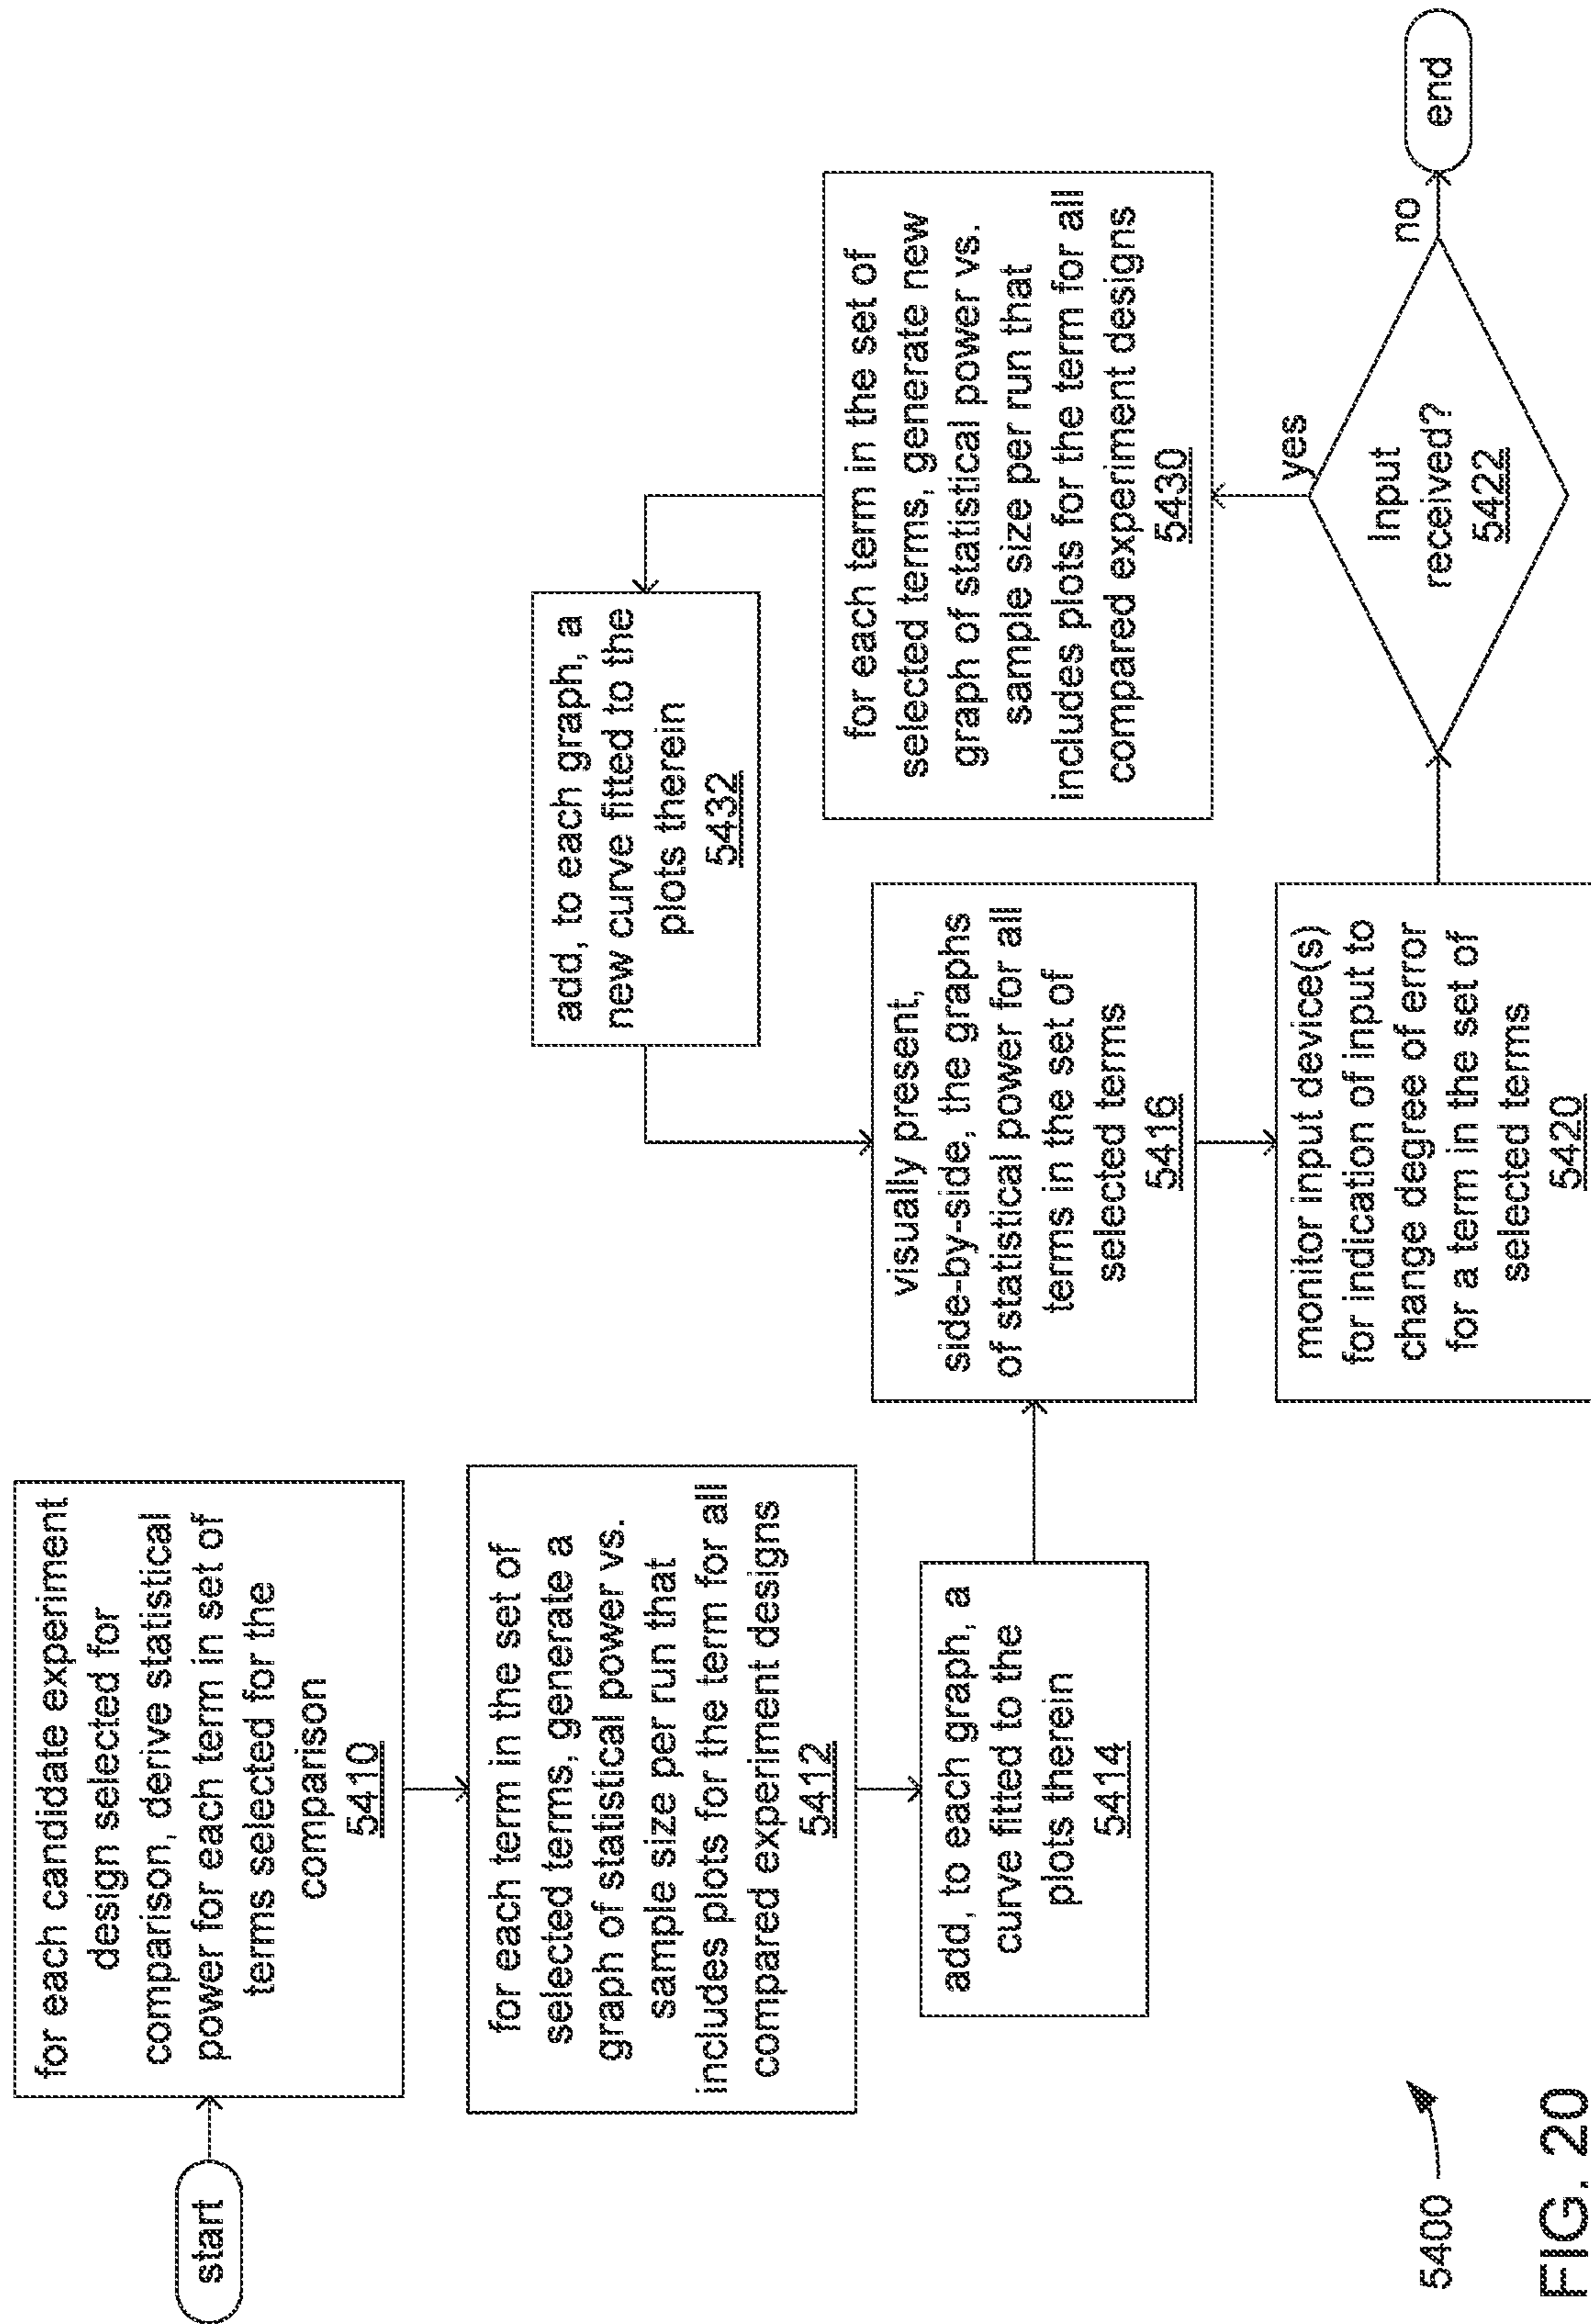 start
for each candidate experiment
design selected for
comparison, derive statistical
power for each term in set of
terms selected for the
comparison
5410
for each term in the set of
selected terms, generate a
graph of statistical power vs.
sample size per run that
includes plots for the term for all
compared experiment designs
5412
add, to each graph, a
curve fitted to the
plots therein
5414
visually present,
side-by-side, the graphs
of statistical power for all
terms in the set of
selected terms
5416
monitor input device(s)
for indication of input to
change degree of error
for a term in the set of
selected terms
5420
Input
received?
5422
yes
no
end
for each term in the set of
selected terms, generate new
graph of statistical power vs.
sample size per run that
includes plots for the term for all
compared experiment designs
5430
add, to each graph, a
new curve fitted to the
plots therein
5432
5400
FIG. 20